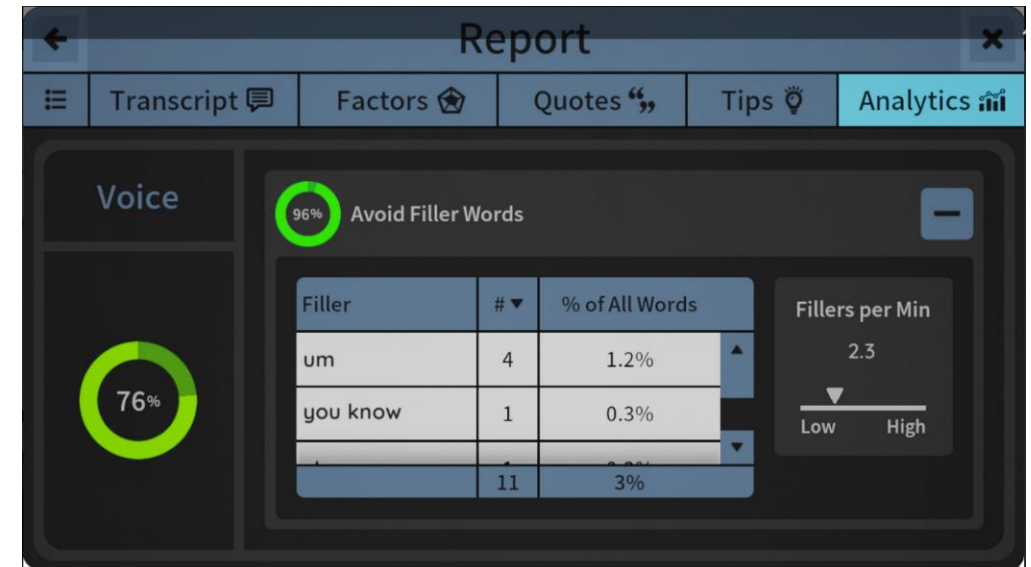 Report
Transcript Factors Quotes Tips Analytics
Voice
76%
96% Avoid Filler Words
Filler # % of All Words
um 4 1.2%
you know 1 0.3%
11 3%
Fillers per Min
2.3
Low High